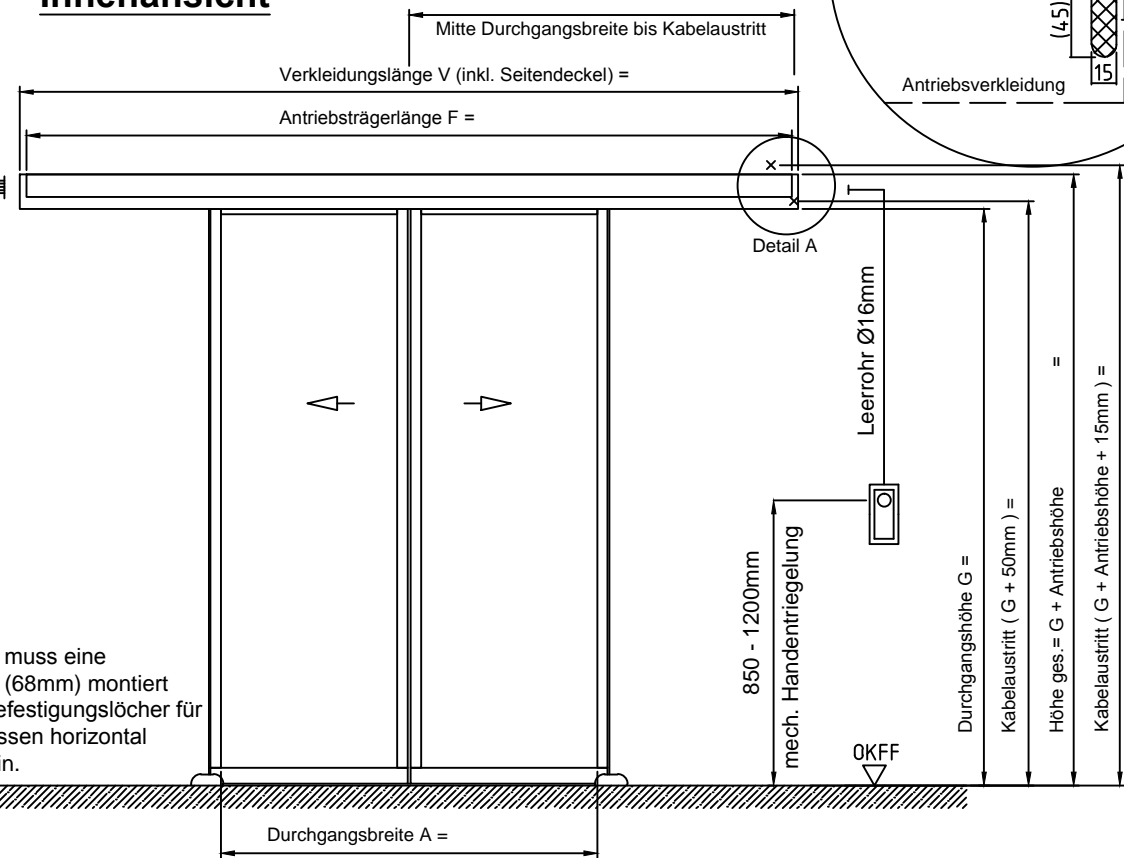 Innenansicht
Mitte Durchgangsbreite bis Kabelaustritt
Verkleidungslänge V (inkl. Seitendeckel) =
Antriebsträgerlänge F =
(45)
15
Antriebsverkleidung
Detail A
Leerrohr Ø16mm
850 - 1200mm
mech. Handentriegelung
Durchgangshöhe G =
Kabelaustritt ( G + 50mm ) =
Höhe ges.= G + Antriebshöhe =
Kabelaustritt ( G + Antriebshöhe + 15mm ) =
OKFF
muss eine
(68mm) montiert
efestigungslöcher für
ssen horizontal
in.
Durchgangsbreite A =